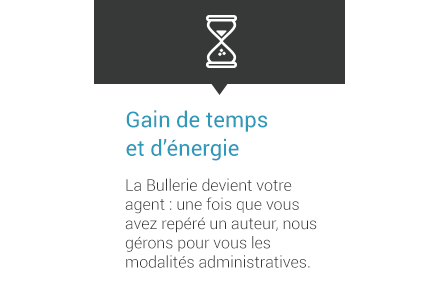 Gain de temps
et d’énergie
La Bullerie devient votre
agent : une fois que vous
avez repéré un auteur, nous
gérons pour vous les
modalités administratives.